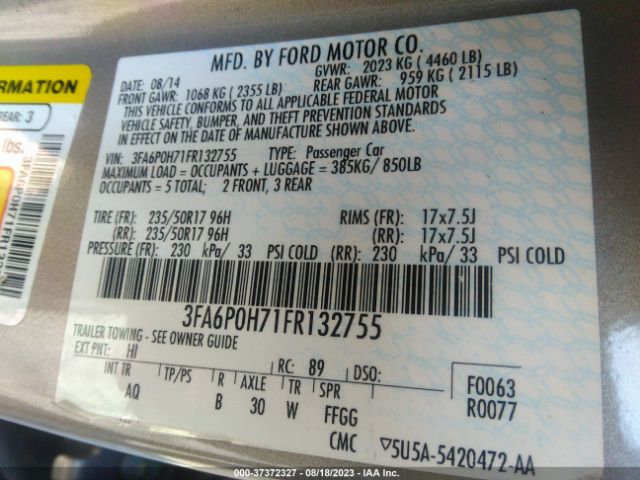 MFD. BY FORD MOTOR CO.
DATE: 08/14
GVWR: 2023 KG ( 4460 LB)
FRONT GAWR: 1068 KG ( 2355 LB)
REAR GAWR: 959 KG ( 2115 LB)
THIS VEHICLE CONFORMS TO ALL APPLICABLE FEDERAL MOTOR
VEHICLE SAFETY, BUMPER, AND THEFT PREVENTION STANDARDS
IN EFFECT ON THE DATE OF MANUFACTURE SHOWN ABOVE.
VIN: 3FA6P0H71FR132755 TYPE: Passenger Car
MAXIMUM LOAD = OCCUPANTS + LUGGAGE = 385KG/ 850LB
OCCUPANTS = 5 TOTAL; 2 FRONT, 3 REAR
TIRE (FR): 235/50R17 96H RIMS (FR): 17x7.5J
(RR): 235/50R17 96H (RR): 17x7.5J
PRESSURE (FR): 230 kPa/ 33 PSI COLD (RR): 230 kPa/ 33 PSI COLD
3FA6P0H71FR132755
TRAILER TOWING - SEE OWNER GUIDE
EXT PNT: HI RC: 89 DSO:
INT TR TP/PS R AXLE TR SPR
AQ B 30 W FFGG
F0063
R0077
CMC ▽5U5A-5420472-AA
ORMATION
REAR: 3
lbs.
000-37372327 - 08/18/2023 - IAA Inc.